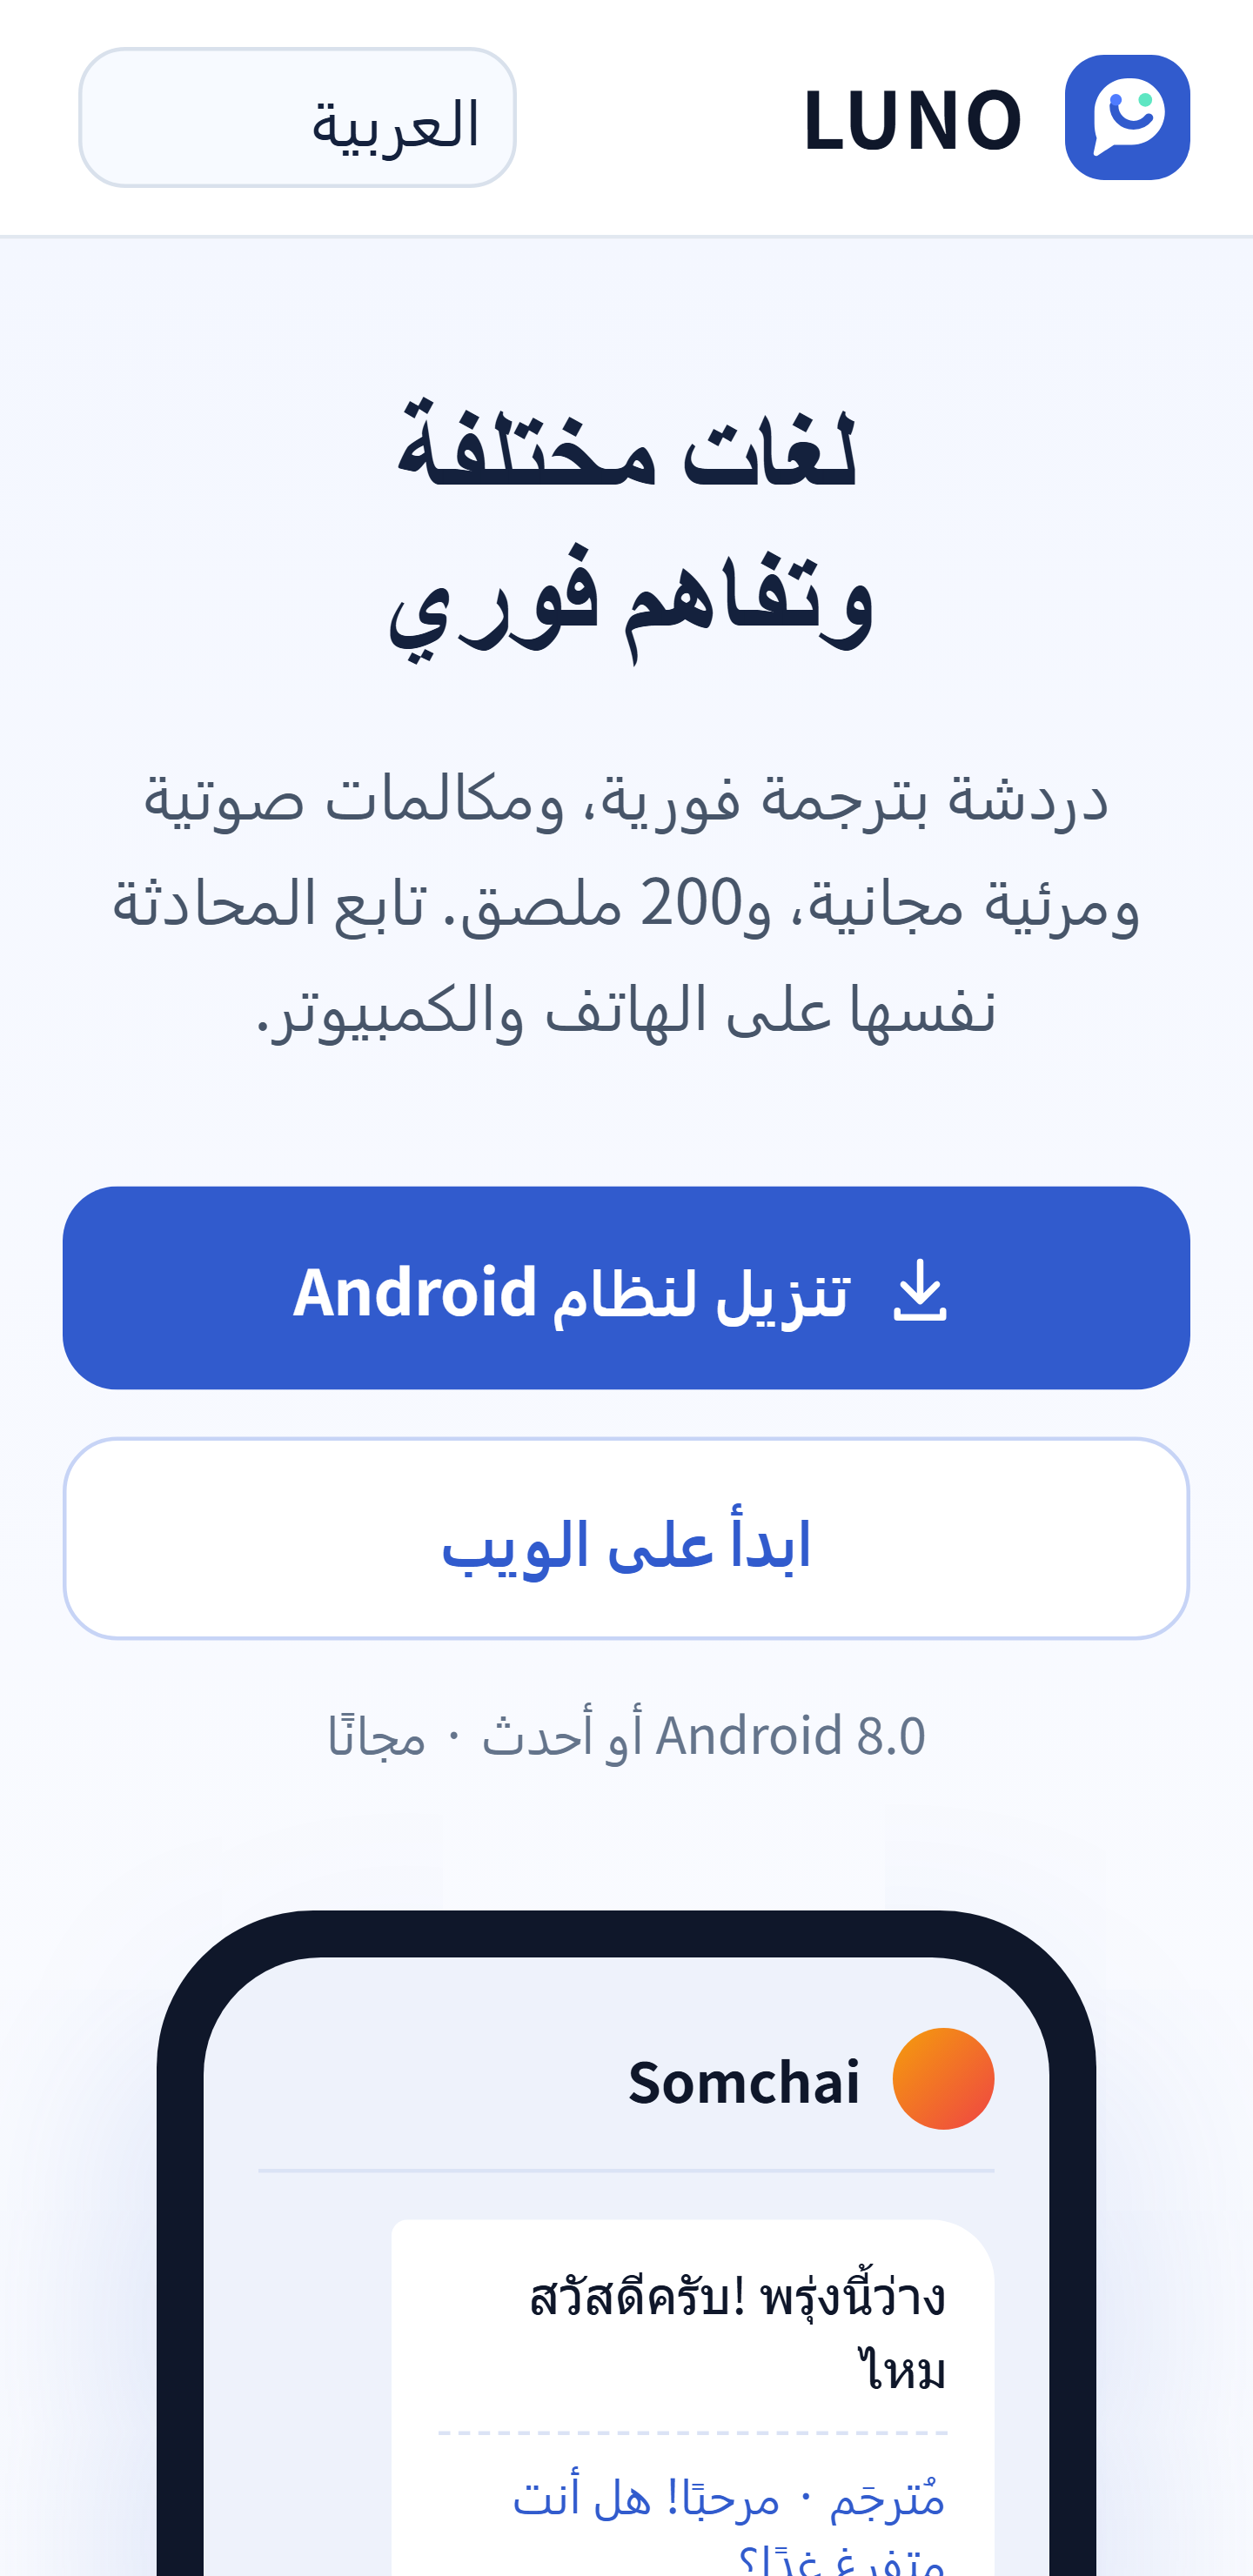 LUNO
العربية
لغات مختلفة
وتفاهم فوري
دردشة بترجمة فورية، ومكالمات صوتية
ومرئية مجانية، و200 ملصق. تابع المحادثة
نفسها على الهاتف والكمبيوتر.
تنزيل لنظام Android
ابدأ على الويب
Android 8.0 أو أحدث · مجانًا
Somchai
สวัสดีครับ! พรุ่งนี้ว่าง
ไหม
مُترجَم · مرحبًا! هل أنت
متفرغ غدًا؟